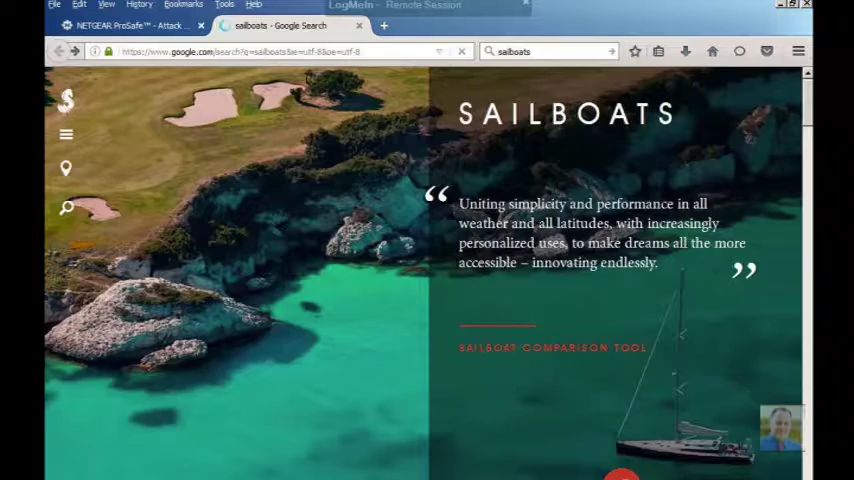 LogMeIn - Remote Session
File Edit View History Bookmarks Tools Help
NETGEAR ProSafe™ - Attack ...
sailboats - Google Search
https://www.google.com/search?q=sailboats&ie=utf-8&oe=utf-8
sailboats
SAILBOATS
“ Uniting simplicity and performance in all
weather and all latitudes, with increasingly
personalized uses, to make dreams all the more
accessible – innovating endlessly. ”
SAILBOAT COMPARISON TOOL